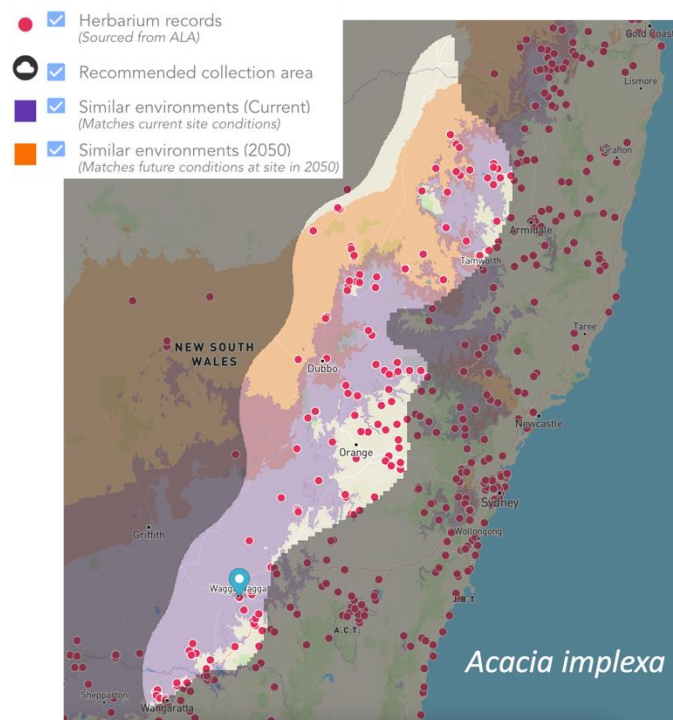 Herbarium records
(Sourced from ALA)
Recommended collection area
Similar environments (Current)
(Matches current site conditions)
Similar environments (2050)
(Matches future conditions at site in 2050)
Gold Coast
Lismore
Grafton
Armidale
Tamworth
Taree
NEW SOUTH
WALES
Dubbo
Newcastle
Orange
Sydney
Griffith
Wollongong
Wagga Wagga
J.B.T.
A.C.T.
Acacia implexa
Shepparton
Wangaratta